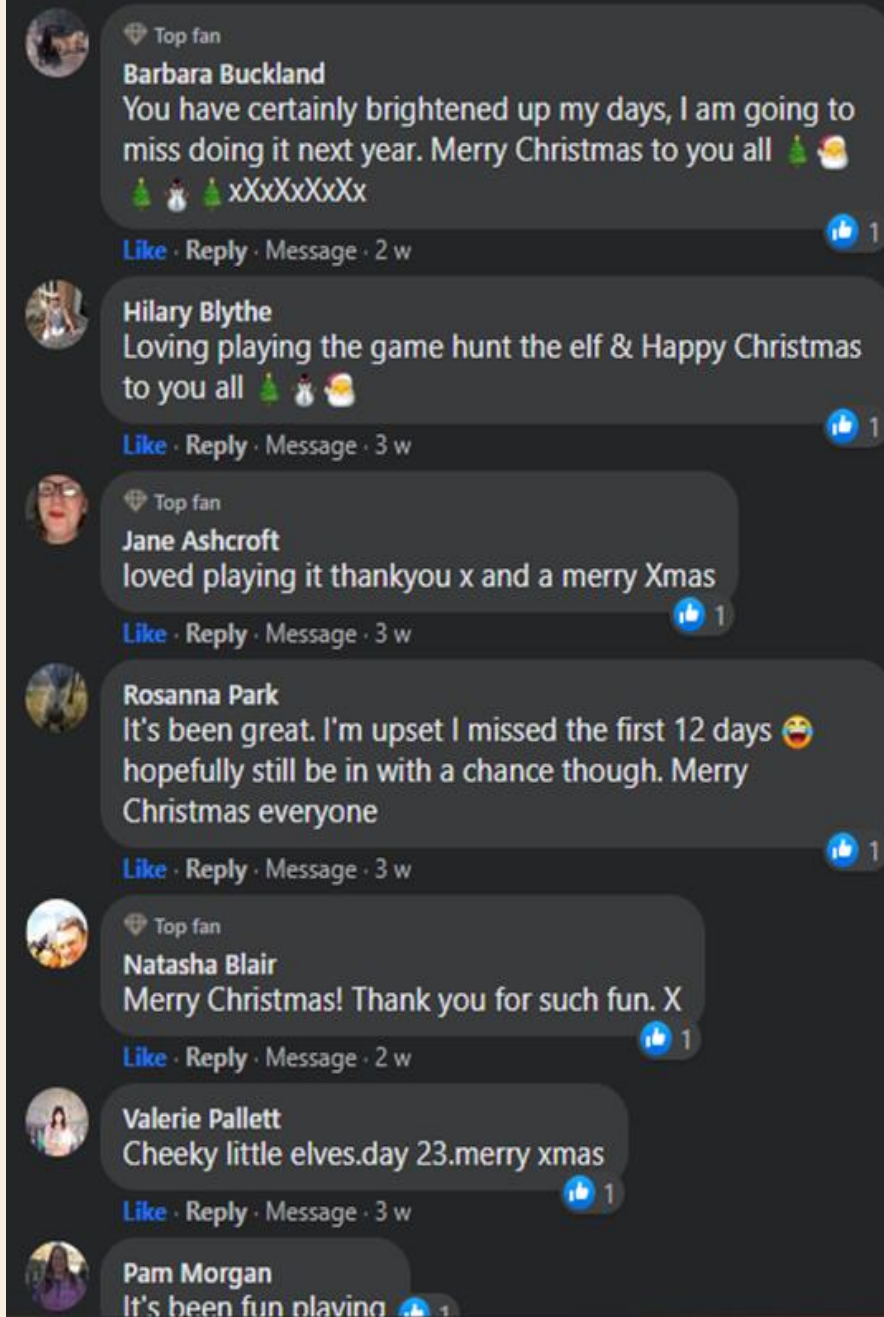 Top fan
Barbara Buckland
You have certainly brightened up my days, I am going to
miss doing it next year. Merry Christmas to you all 🎄🎅
🎄⛄🎄xXxXxXxXx
1
Like · Reply · Message · 2 w
Hilary Blythe
Loving playing the game hunt the elf & Happy Christmas
to you all 🎄⛄🎅
1
Like · Reply · Message · 3 w
Top fan
Jane Ashcroft
loved playing it thankyou x and a merry Xmas
1
Like · Reply · Message · 3 w
Rosanna Park
It's been great. I'm upset I missed the first 12 days 😂
hopefully still be in with a chance though. Merry
Christmas everyone
1
Like · Reply · Message · 3 w
Top fan
Natasha Blair
Merry Christmas! Thank you for such fun. X
1
Like · Reply · Message · 2 w
Valerie Pallett
Cheeky little elves.day 23.merry xmas
1
Like · Reply · Message · 3 w
Pam Morgan
It's been fun playing 1